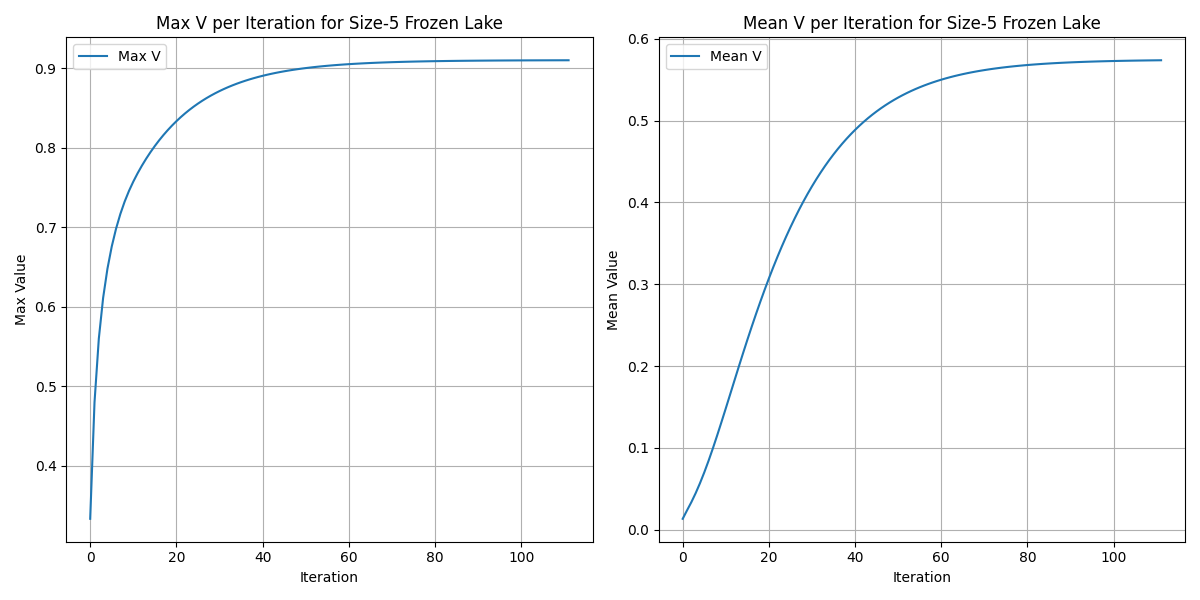 Max V per Iteration for Size-5 Frozen Lake
Max V
0.9
0.8
0.7
0.6
0.5
0.4
Max Value
0 20 40 60 80 100
Iteration
Mean V per Iteration for Size-5 Frozen Lake
Mean V
0.6
0.5
0.4
0.3
0.2
0.1
0.0
Mean Value
0 20 40 60 80 100
Iteration